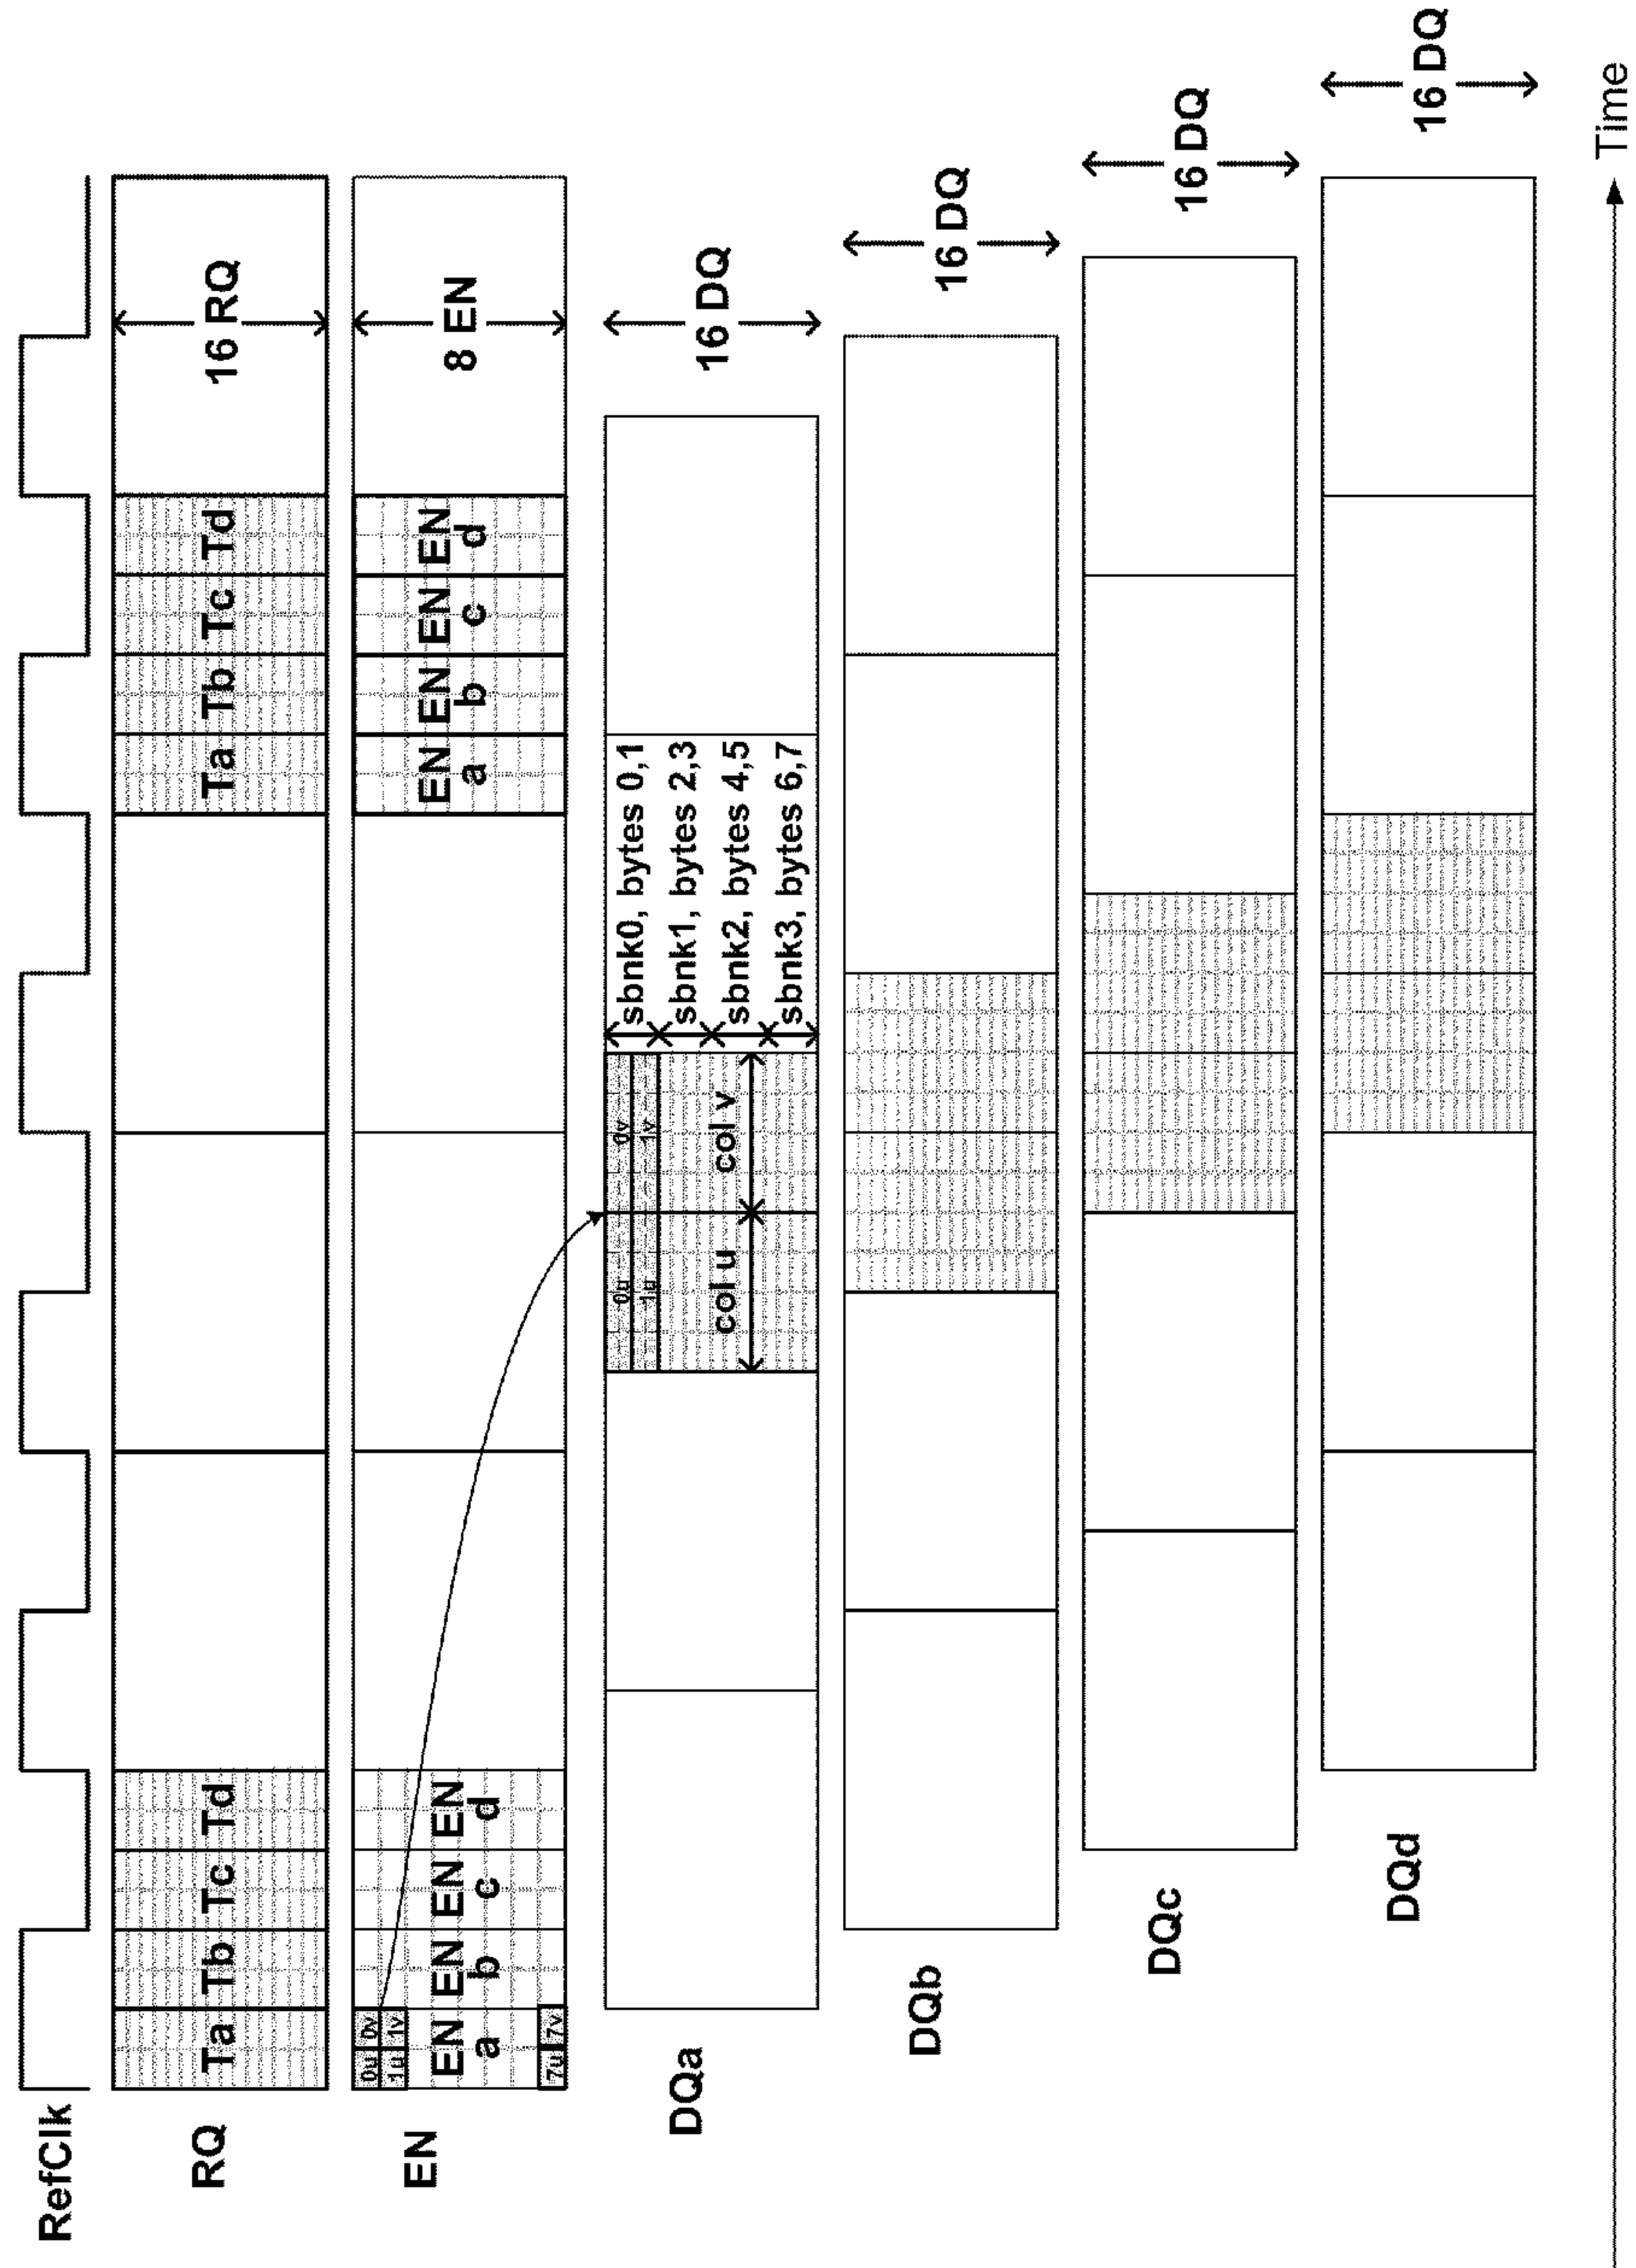 RefClk
RQ
Ta Tb Tc Td
Ta Tb Tc Td
16 RQ
EN
0u 0v
1u 1v
7u 7v
EN EN EN EN
a b c d
EN EN EN EN
a b c d
8 EN
DQa
0u 0v
1u 1v
col u col v
sbnk0, bytes 0,1
sbnk1, bytes 2,3
sbnk2, bytes 4,5
sbnk3, bytes 6,7
16 DQ
DQb
16 DQ
DQc
16 DQ
DQd
16 DQ
Time